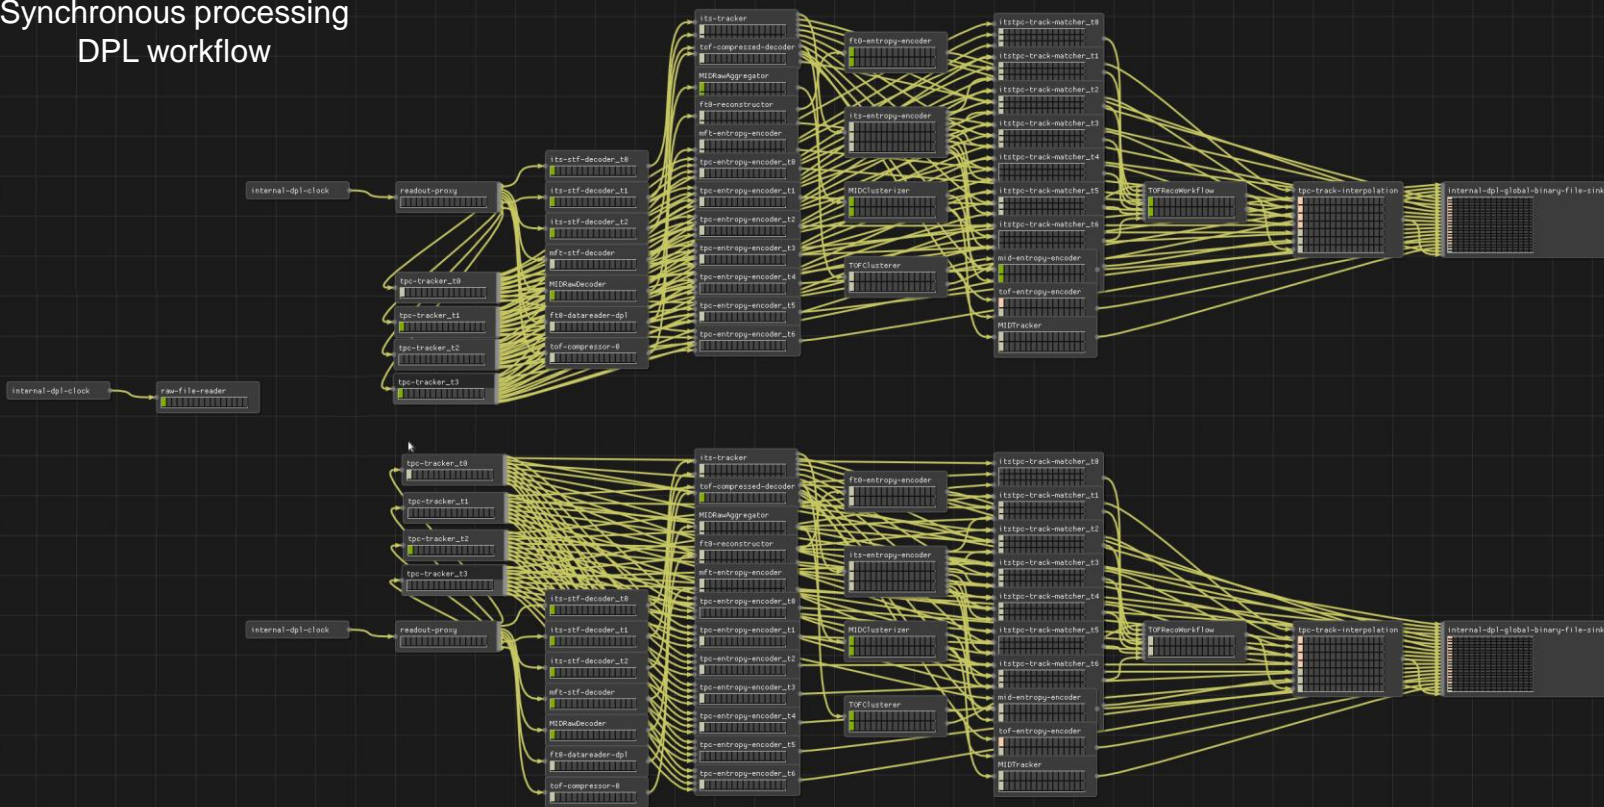 Synchronous processing
DPL workflow
internal-dpl-clock
raw-file-reader
internal-dpl-clock
readout-proxy
tpc-tracker_t0
tpc-tracker_t1
tpc-tracker_t2
tpc-tracker_t3
its-stf-decoder_t0
its-stf-decoder_t1
its-stf-decoder_t2
mft-stf-decoder
MIDRawDecoder
ft0-datareader-dpl
tof-compressor-0
its-tracker
tof-compressed-decoder
MIDRawAggregator
ft0-reconstructor
mft-entropy-encoder
tpc-entropy-encoder_t0
tpc-entropy-encoder_t1
tpc-entropy-encoder_t2
tpc-entropy-encoder_t3
tpc-entropy-encoder_t4
tpc-entropy-encoder_t5
tpc-entropy-encoder_t6
ft0-entropy-encoder
its-entropy-encoder
MIDClusterizer
TOFClusterer
itstpc-track-matcher_t0
itstpc-track-matcher_t1
itstpc-track-matcher_t2
itstpc-track-matcher_t3
itstpc-track-matcher_t4
itstpc-track-matcher_t5
itstpc-track-matcher_t6
mid-entropy-encoder
tof-entropy-encoder
MIDTracker
TOFRecoWorkflow
tpc-track-interpolation
internal-dpl-global-binary-file-sink
tpc-tracker_t0
tpc-tracker_t1
tpc-tracker_t2
tpc-tracker_t3
internal-dpl-clock
readout-proxy
its-stf-decoder_t0
its-stf-decoder_t1
its-stf-decoder_t2
mft-stf-decoder
MIDRawDecoder
ft0-datareader-dpl
tof-compressor-0
its-tracker
tof-compressed-decoder
MIDRawAggregator
ft0-reconstructor
mft-entropy-encoder
tpc-entropy-encoder_t0
tpc-entropy-encoder_t1
tpc-entropy-encoder_t2
tpc-entropy-encoder_t3
tpc-entropy-encoder_t4
tpc-entropy-encoder_t5
tpc-entropy-encoder_t6
ft0-entropy-encoder
its-entropy-encoder
MIDClusterizer
TOFClusterer
itstpc-track-matcher_t0
itstpc-track-matcher_t1
itstpc-track-matcher_t2
itstpc-track-matcher_t3
itstpc-track-matcher_t4
itstpc-track-matcher_t5
itstpc-track-matcher_t6
mid-entropy-encoder
tof-entropy-encoder
MIDTracker
TOFRecoWorkflow
tpc-track-interpolation
internal-dpl-global-binary-file-sink